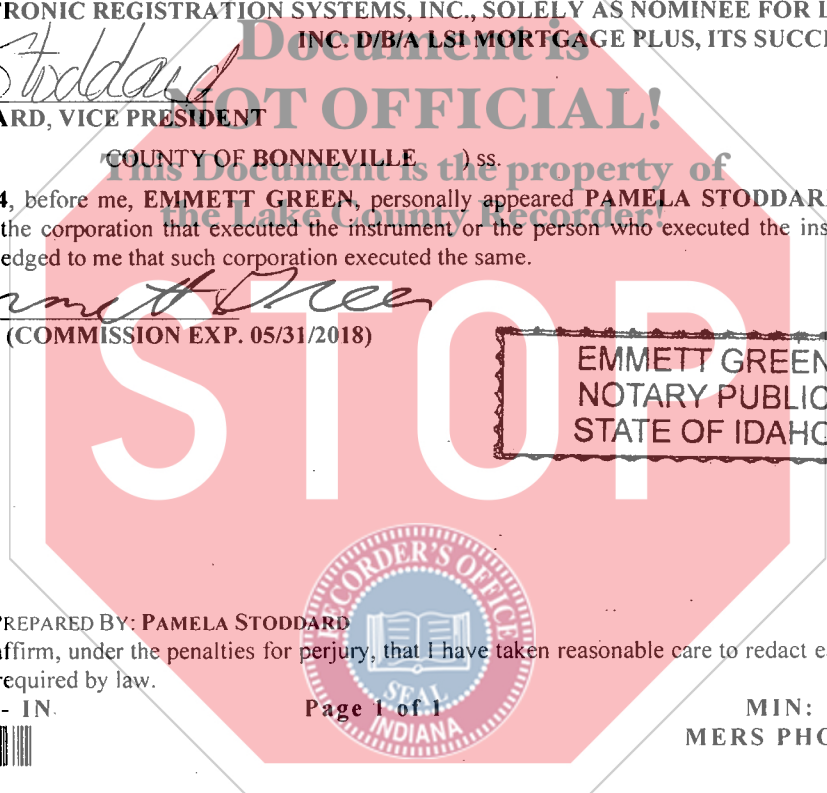 TRONIC REGISTRATION SYSTEMS, INC., SOLELY AS NOMINEE FOR L
INC. D/B/A LSI MORTGAGE PLUS, ITS SUCC
Document is
NOT OFFICIAL!
This Document is the property of
the Lake County Recorder!
Stoddard
ARD, VICE PRESIDENT
COUNTY OF BONNEVILLE ) ss.
4, before me, EMMETT GREEN, personally appeared PAMELA STODDAR
the corporation that executed the instrument or the person who executed the ins
edged to me that such corporation executed the same.
mmett Green
(COMMISSION EXP. 05/31/2018)
EMMETT GREEN
NOTARY PUBLIC
STATE OF IDAHO
STOP
RECORDER'S OFFICE
SEAL
INDIANA
PREPARED BY: PAMELA STODDARD
affirm, under the penalties for perjury, that I have taken reasonable care to redact e
required by law.
- IN
Page 1 of 1
MIN:
MERS PHO